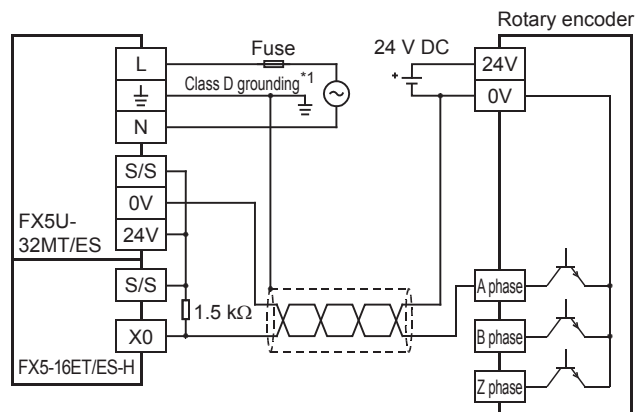 Rotary encoder
L
Fuse
24 V DC
24V
Class D grounding*1
+
0V
N
S/S
0V
FX5U-
32MT/ES
24V
S/S
1.5 kΩ
A phase
X0
B phase
FX5-16ET/ES-H
Z phase